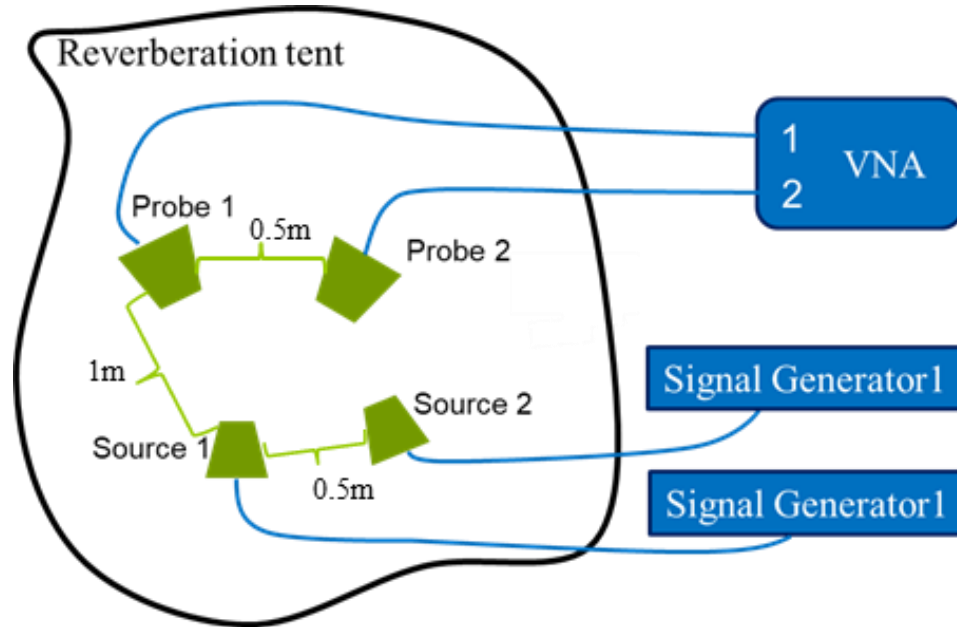 Reverberation tent
1
VNA
2
Probe 1
0.5m
Probe 2
1m
Signal Generator1
Source 2
Source 1
0.5m
Signal Generator1